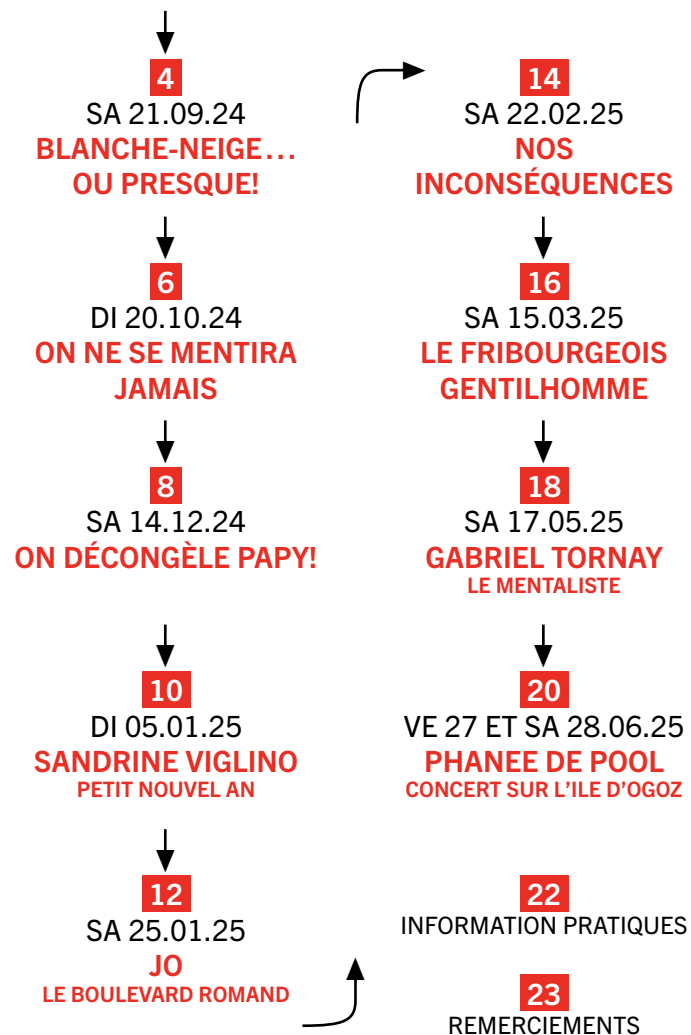 4
SA 21.09.24
BLANCHE-NEIGE...
OU PRESQUE!
6
DI 20.10.24
ON NE SE MENTIRA
JAMAIS
8
SA 14.12.24
ON DÉCONGÈLE PAPY!
10
DI 05.01.25
SANDRINE VIGLINO
PETIT NOUVEL AN
12
SA 25.01.25
JO
LE BOULEVARD ROMAND
14
SA 22.02.25
NOS
INCONSÉQUENCES
16
SA 15.03.25
LE FRIBOURGEOIS
GENTILHOMME
18
SA 17.05.25
GABRIEL TORNAY
LE MENTALISTE
20
VE 27 ET SA 28.06.25
PHANEE DE POOL
CONCERT SUR L'ILE D'OGOZ
22
INFORMATION PRATIQUES
23
REMERCIEMENTS